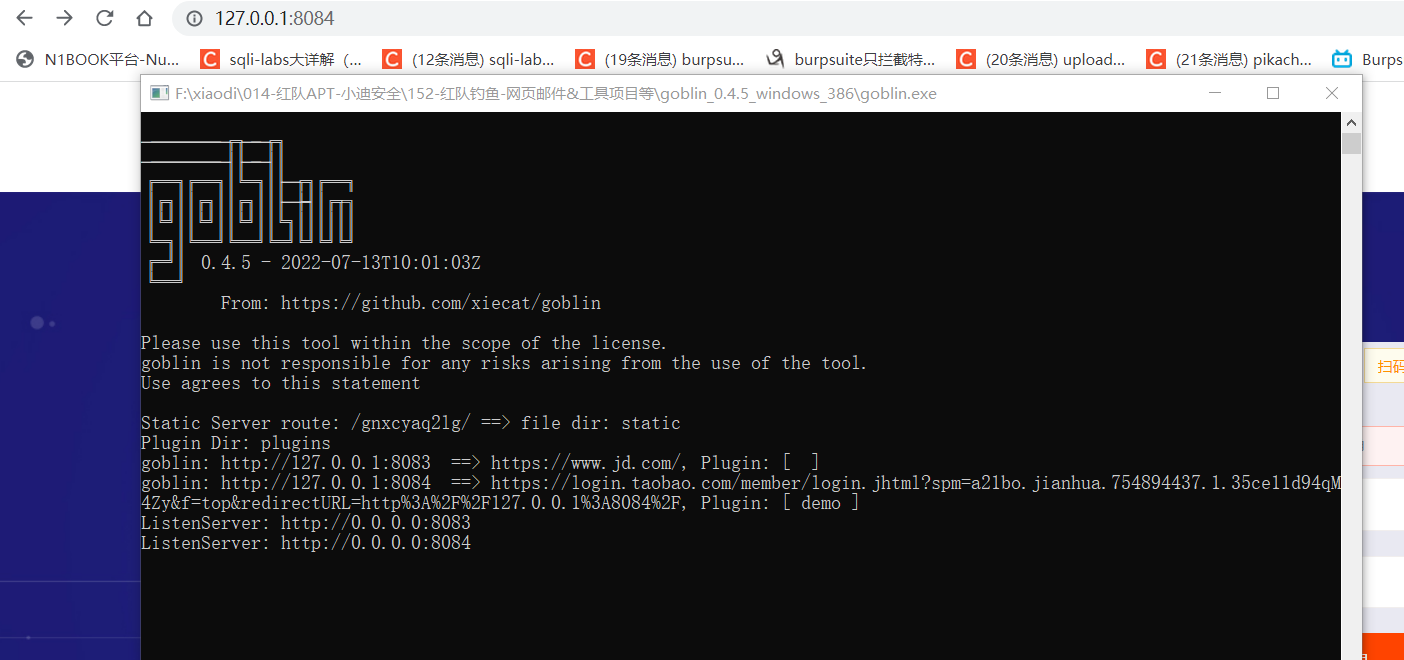 127.0.0.1:8084
N1BOOK平台-Nu... sqli-labs大详解（... (12条消息) sqli-lab... (19条消息) burpsu... burpsuite只拦截特... (20条消息) upload... (21条消息) pikach... Burps
F:\xiaodi\014-红队APT-小迪安全\152-红队钓鱼-网页邮件&工具项目等\goblin_0.4.5_windows_386\goblin.exe
goblin
0.4.5 - 2022-07-13T10:01:03Z
From: https://github.com/xiecat/goblin
Please use this tool within the scope of the license.
goblin is not responsible for any risks arising from the use of the tool.
Use agrees to this statement
扫码
Static Server route: /gnxcyaq2lg/ ==> file dir: static
Plugin Dir: plugins
goblin: http://127.0.0.1:8083 ==> https://www.jd.com/, Plugin: [ ]
goblin: http://127.0.0.1:8084 ==> https://login.taobao.com/member/login.jhtml?spm=a21bo.jianhua.754894437.1.35ce11d94qM
4Zy&f=top&redirectURL=http%3A%2F%2F127.0.0.1%3A8084%2F, Plugin: [ demo ]
ListenServer: http://0.0.0.0:8083
ListenServer: http://0.0.0.0:8084